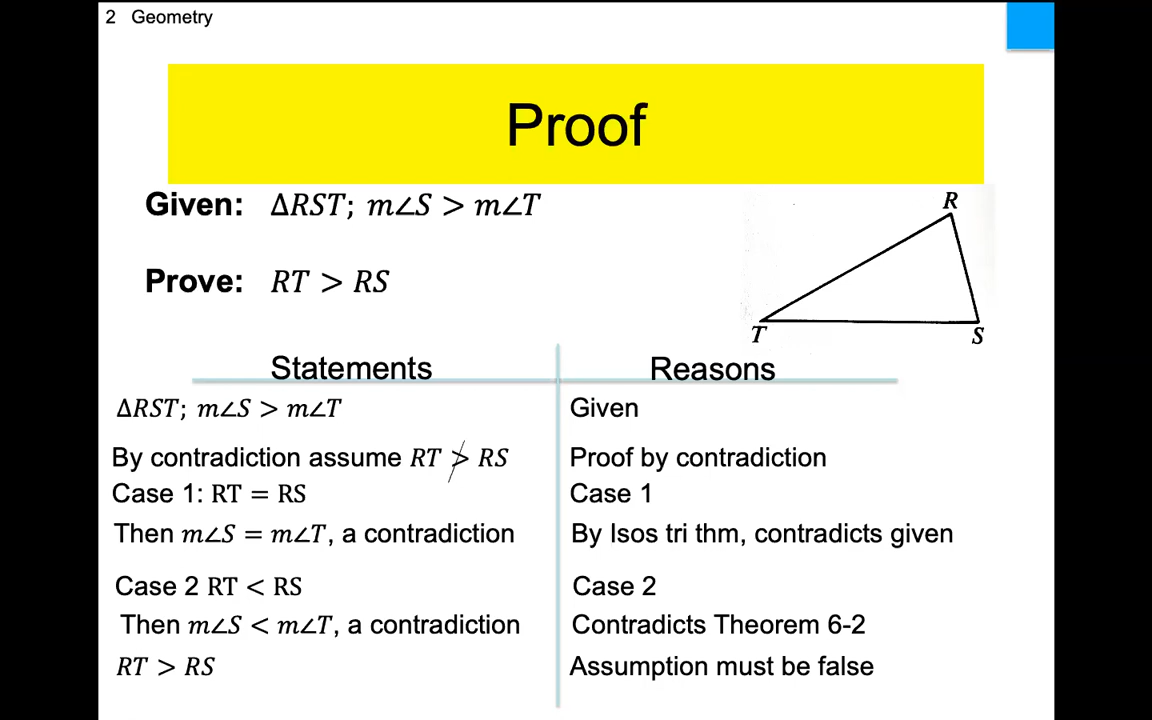 2 Geometry
Proof
Given: ΔRST; m∠S > m∠T
Prove: RT > RS
R
T
S
Statements Reasons
ΔRST; m∠S > m∠T Given
By contradiction assume RT ≯ RS Proof by contradiction
Case 1: RT = RS Case 1
Then m∠S = m∠T, a contradiction By Isos tri thm, contradicts given
Case 2 RT < RS Case 2
Then m∠S < m∠T, a contradiction Contradicts Theorem 6-2
RT > RS Assumption must be false